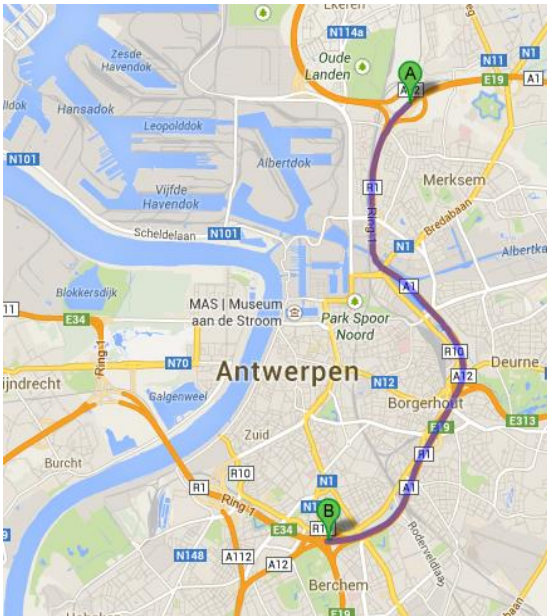 Ekeren
N114a
Zesde
Havendok
Oude
Landen
N11
N1
A
E19
A1
Hansadok
Leopolddok
N101
Albertdok
Merksem
Vijfde
Havendok
R1
Ring 1
Bredabaan
Scheldelaan
N101
N1
Albertka
Blokkersdijk
A1
MAS | Museum
aan de Stroom
Park Spoor
Noord
11
E34
Ring 1
R10
Deurne
N70
Antwerpen
N12
A12
ijndrecht
Galgenweel
Borgerhout
E19
E313
Zuid
Burcht
R10
R1
N1
R1
Ring 1
A1
B
E34
N148
A112
A12
Roderveldlaan
Berchem
E19